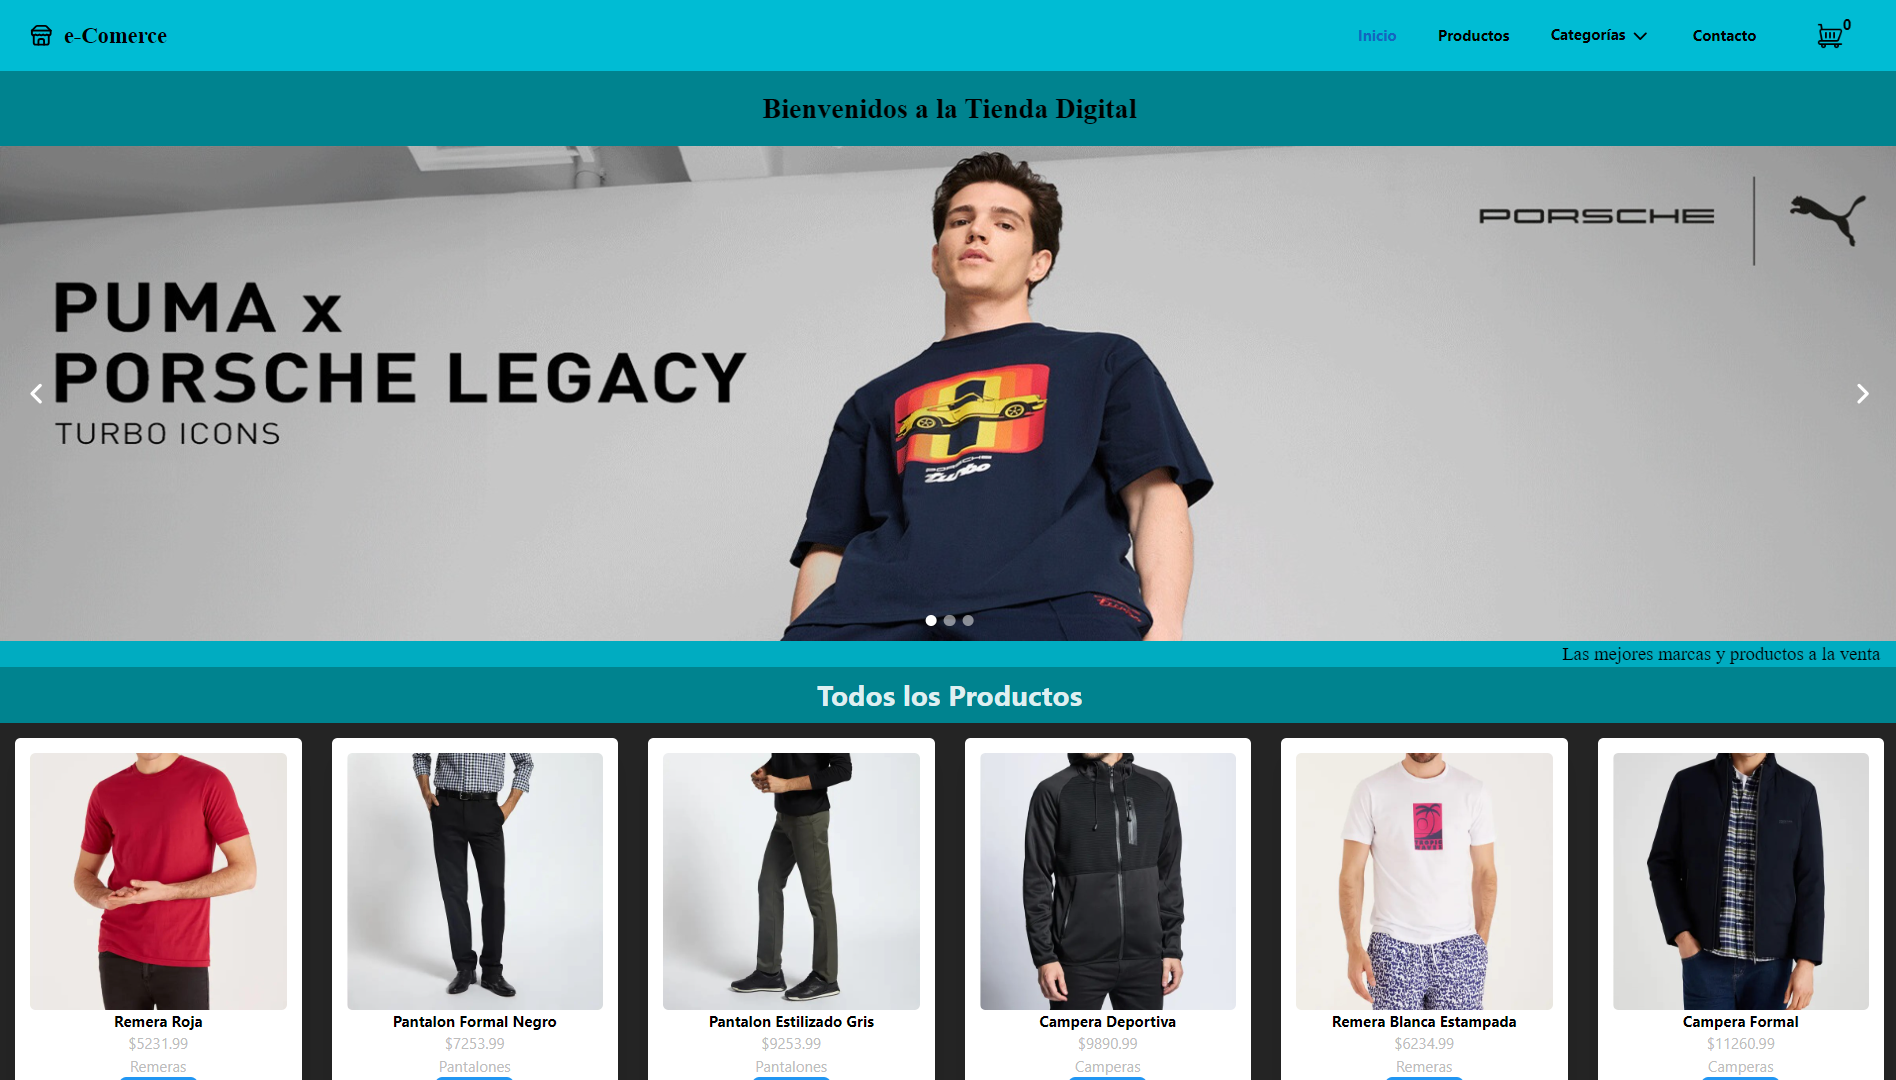 e-Comerce
Inicio
Productos
Categorías
Contacto
0
Bienvenidos a la Tienda Digital
PORSCHE
PUMA x
PORSCHE LEGACY
TURBO ICONS
PORSCHE
turbo
turbo
Las mejores marcas y productos a la venta
Todos los Productos
Remera Roja
$5231.99
Remeras
Pantalon Formal Negro
$7253.99
Pantalones
Pantalon Estilizado Gris
$9253.99
Pantalones
Campera Deportiva
$9890.99
Camperas
Remera Blanca Estampada
$6234.99
Remeras
Campera Formal
$11260.99
Camperas